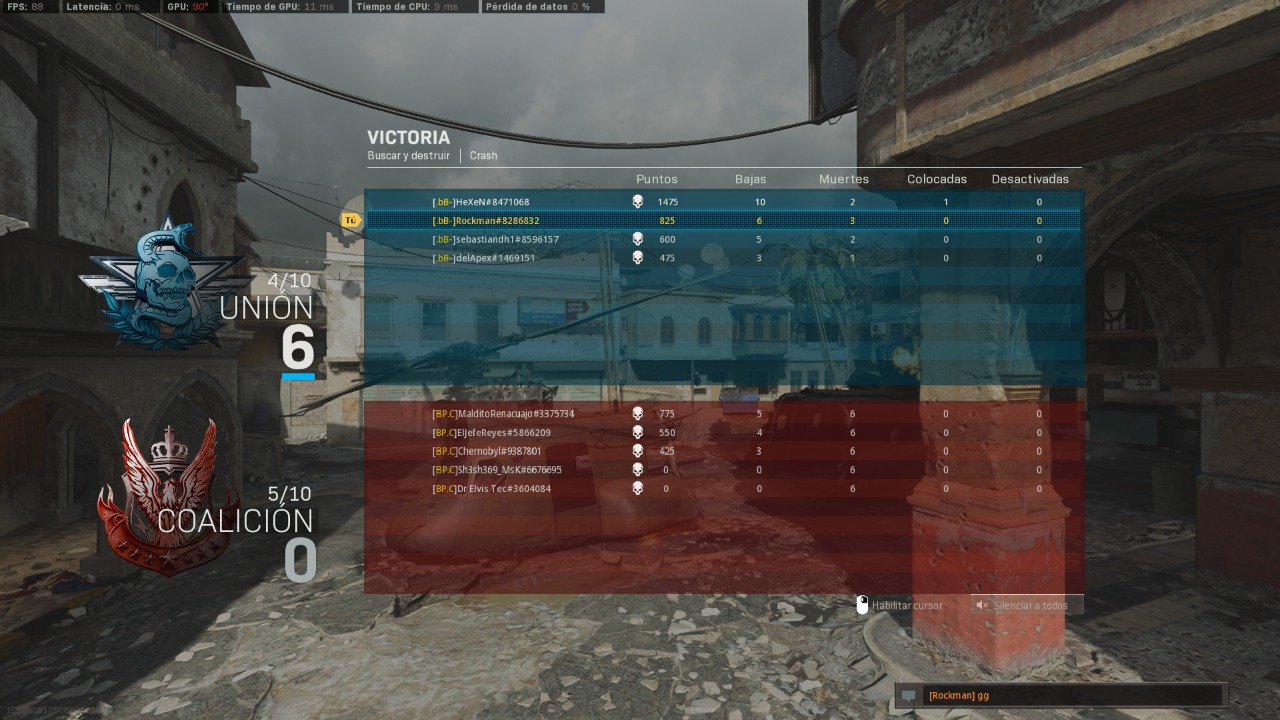 FPS: 88 Latencia: 0 ms GPU: 90° Tiempo de GPU: 11 ms Tiempo de CPU: 9 ms Pérdida de datos 0 %
VICTORIA
Buscar y destruir | Crash
Puntos Bajas Muertes Colocadas Desactivadas
[.bB-]HeXeN#8471068 1475 10 2 1 0
Tú [.bB-]Rockman#8286832 825 6 3 0 0
[.bB-]sebastiandh1#8596157 600 5 2 0 0
[.bB-]delApex#1469151 475 3 1 0 0
4/10
UNIÓN
6
[BP.C]MalditoRenacuajo#3375734 775 5 6 0 0
[BP.C]ElJefeReyes#5866209 550 4 6 0 0
[BP.C]Chernobyl#9387801 425 3 6 0 0
[BP.C]Sh3sh369_MsK#6676695 0 0 6 0 0
[BP.C]Dr Elvis Tec#3604084 0 0 6 0 0
5/10
COALICIÓN
0
Habilitar cursor Silenciar a todos
[Rockman] gg